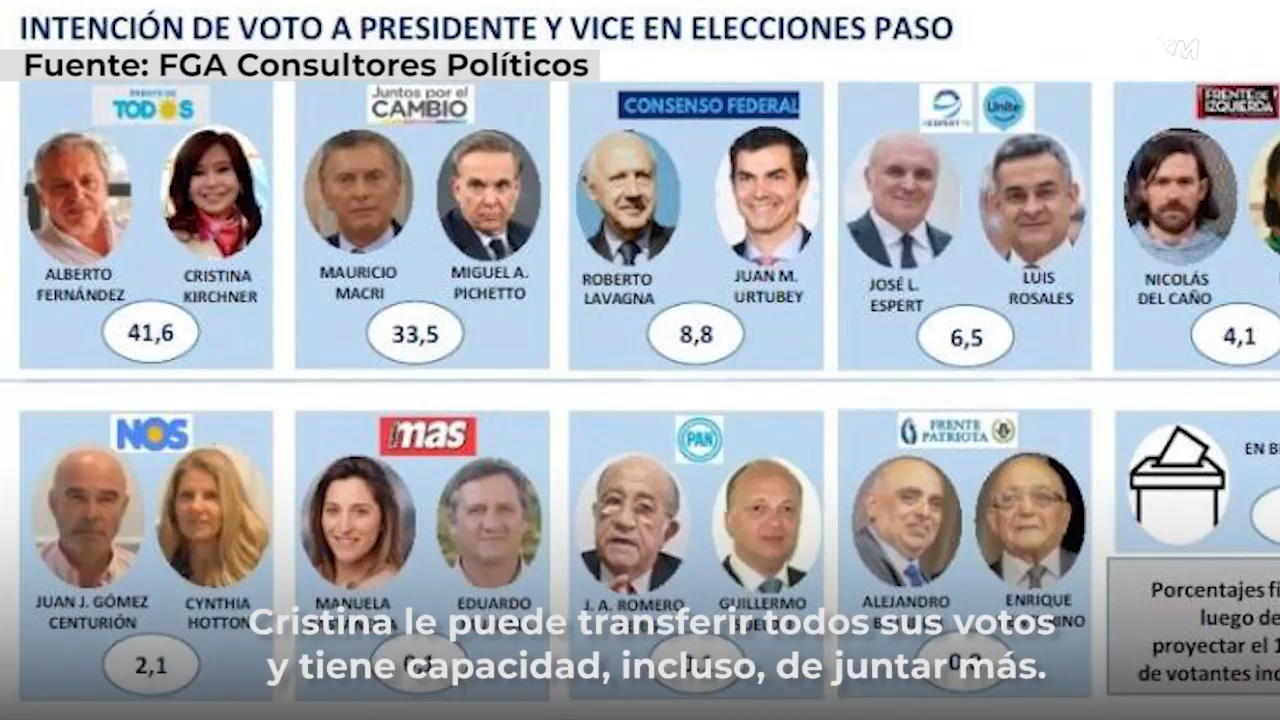 INTENCIÓN DE VOTO A PRESIDENTE Y VICE EN ELECCIONES PASO
Fuente: FGA Consultores Políticos
FRENTE DE TODOS
Juntos por el CAMBIO
CONSENSO FEDERAL
Unite
FRENTE DE IZQUIERDA
ALBERTO FERNÁNDEZ
CRISTINA KIRCHNER
41,6
MAURICIO MACRI
MIGUEL A. PICHETTO
33,5
ROBERTO LAVAGNA
JUAN M. URTUBEY
8,8
JOSÉ L. ESPERT
LUIS ROSALES
6,5
NICOLÁS DEL CAÑO
4,1
NOS
mas
PAN
FRENTE PATRIOTA
JUAN J. GÓMEZ CENTURIÓN
CYNTHIA HOTTON
2,1
MANUELA
EDUARDO
J. A. ROMERO
GUILLERMO
ALEJANDRO
ENRIQUE
EN B
Porcentajes fi
luego de
proyectar el 1
de votantes ind
Cristina le puede transferir todos sus votos
y tiene capacidad, incluso, de juntar más.